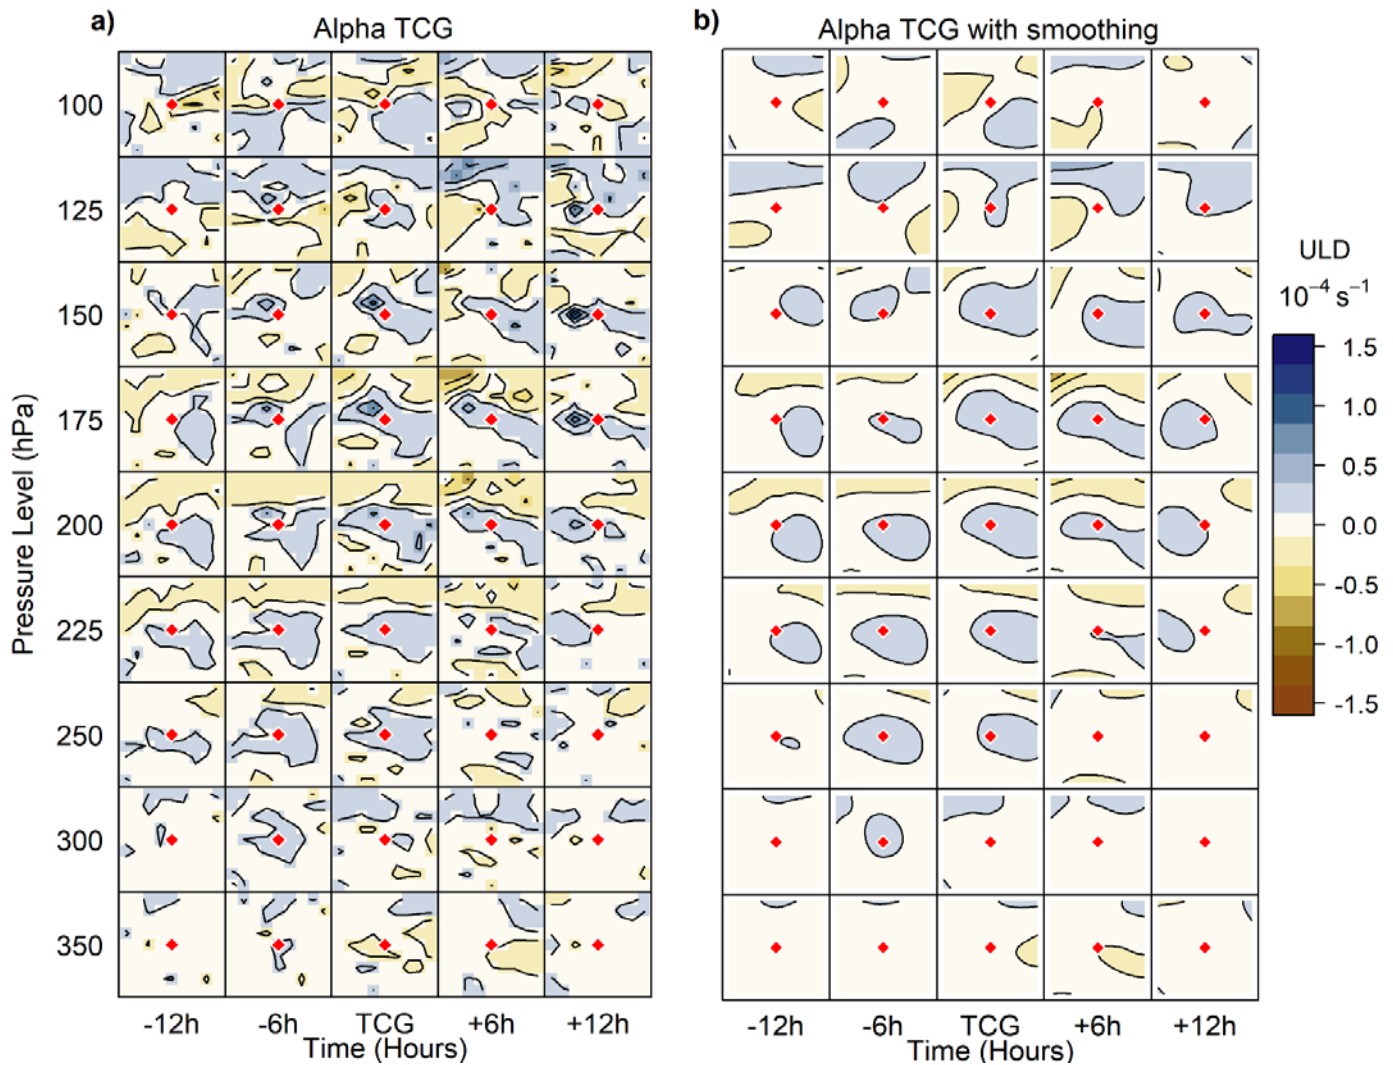 a)
Alpha TCG
b)
Alpha TCG with smoothing
Pressure Level (hPa)
100
125
150
175
200
225
250
300
350
-12h
-6h
TCG
+6h
+12h
Time (Hours)
-12h
-6h
TCG
+6h
+12h
Time (Hours)
ULD
10⁻⁴ s⁻¹
1.5
1.0
0.5
0.0
-0.5
-1.0
-1.5